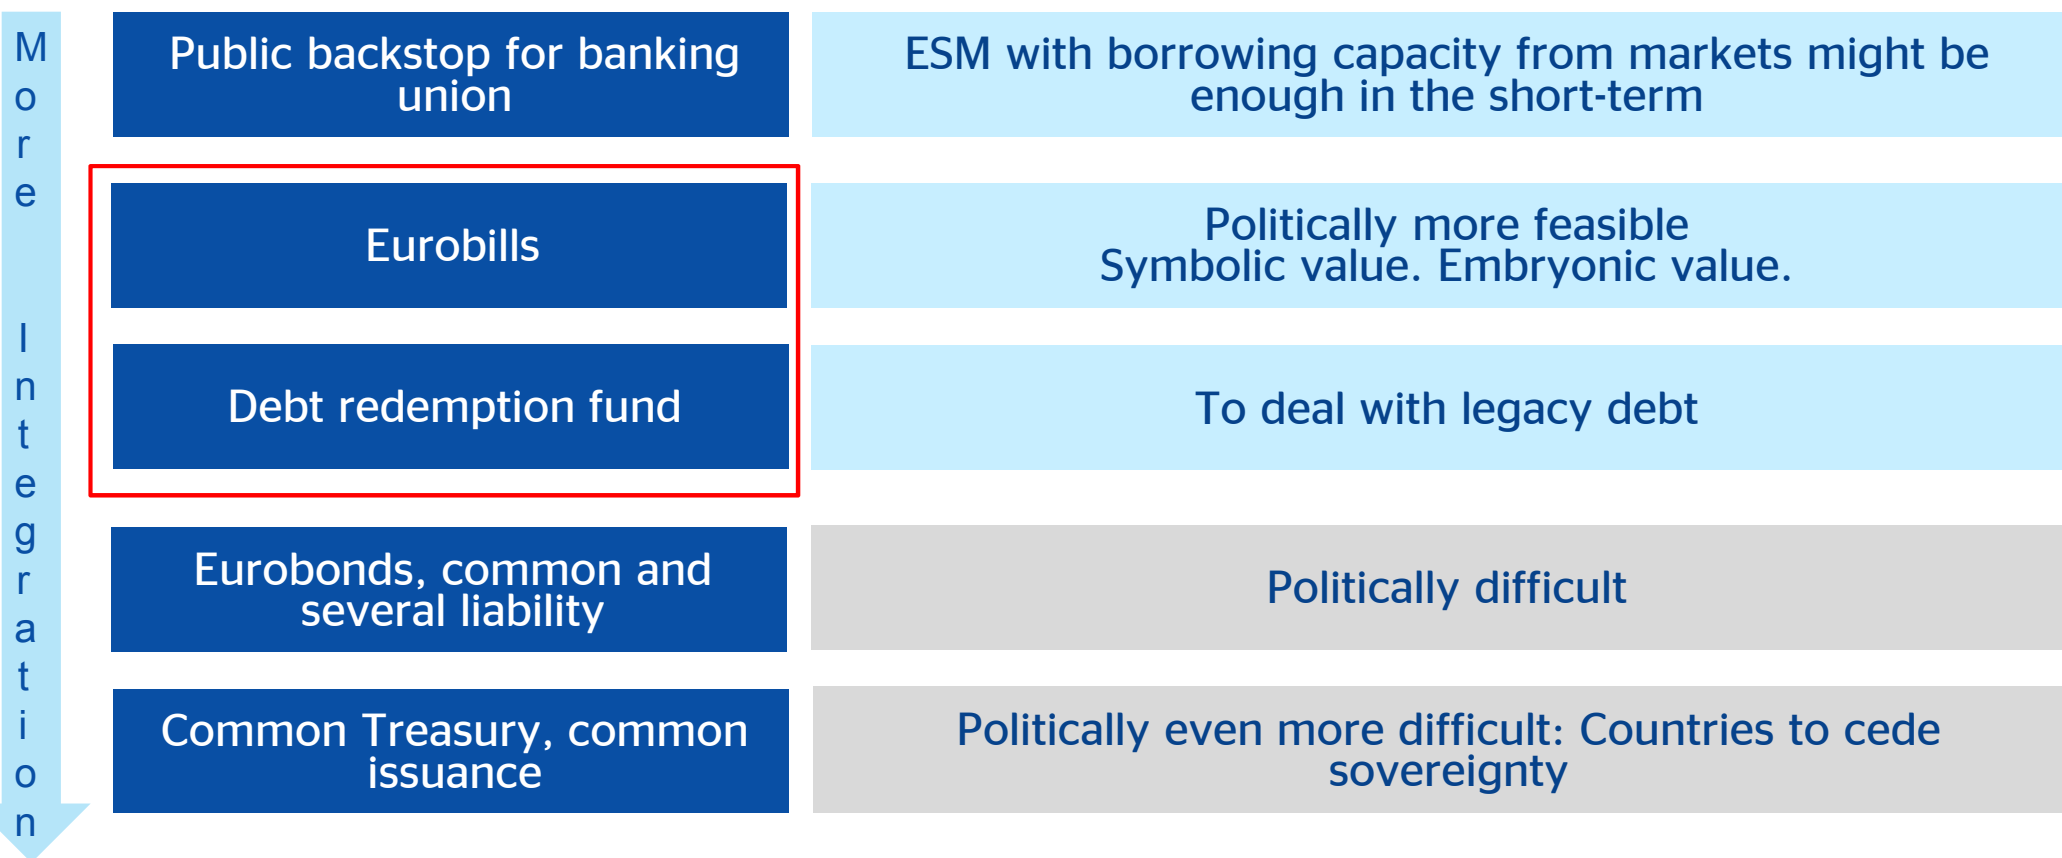 More Integration
Public backstop for banking
union
ESM with borrowing capacity from markets might be
enough in the short-term
Eurobills
Politically more feasible
Symbolic value. Embryonic value.
Debt redemption fund
To deal with legacy debt
Eurobonds, common and
several liability
Politically difficult
Common Treasury, common
issuance
Politically even more difficult: Countries to cede
sovereignty